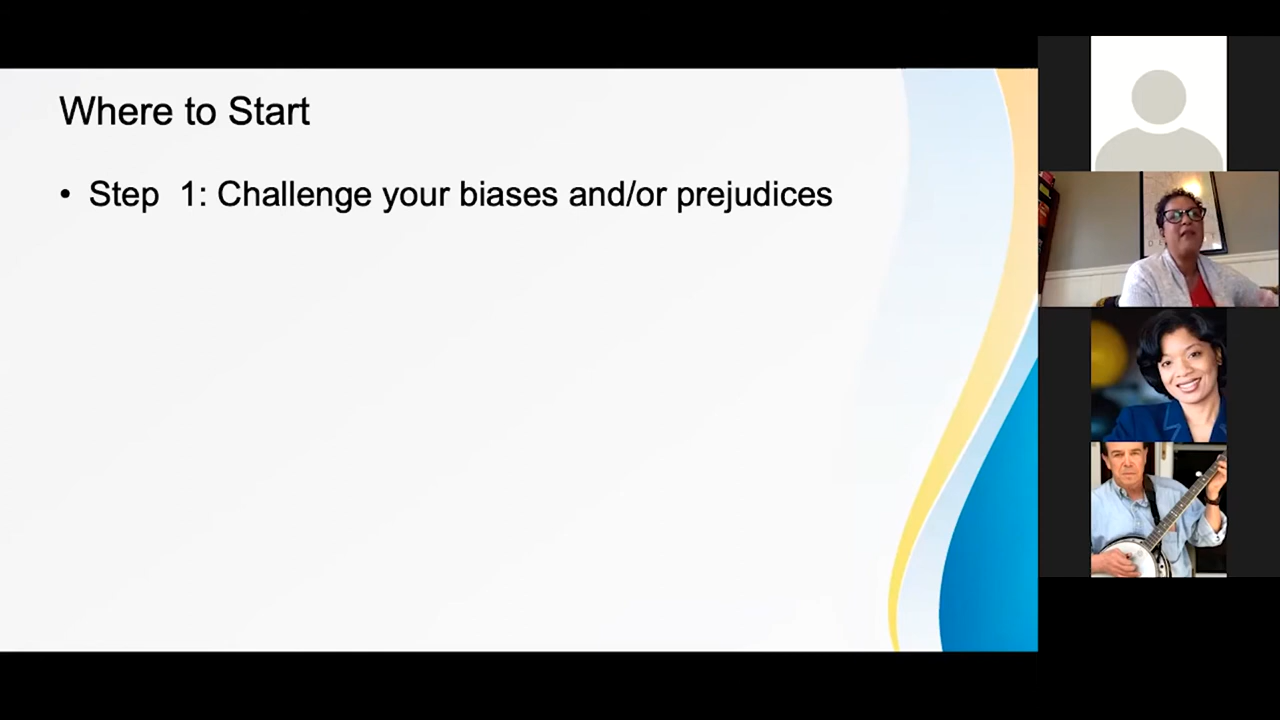 Where to Start
• Step  1: Challenge your biases and/or prejudices